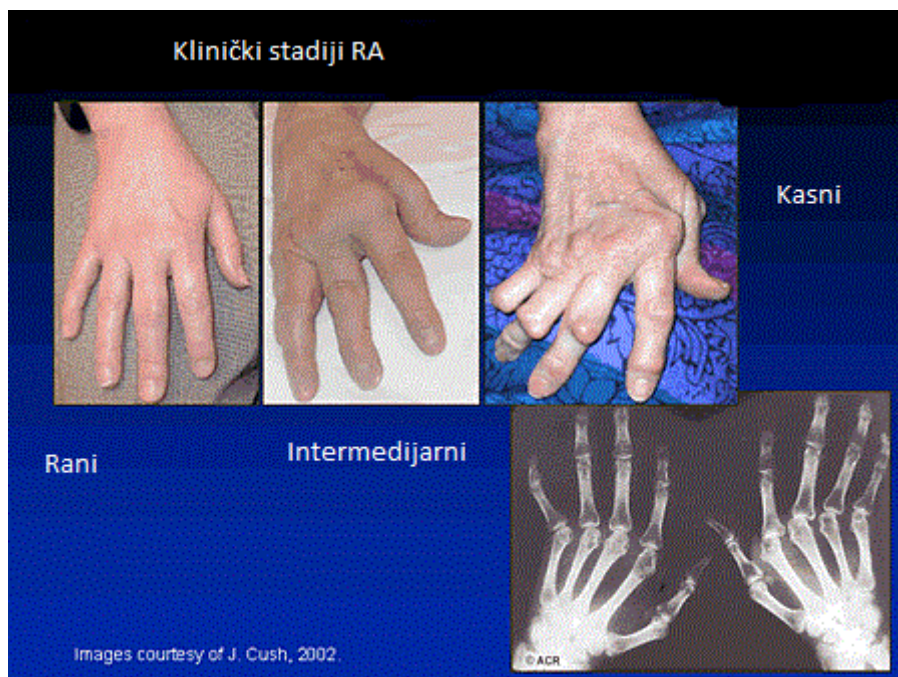 Klinički stadiji RA
Kasni
Rani
Intermedijarni
Images courtesy of J. Cush, 2002.
© ACR